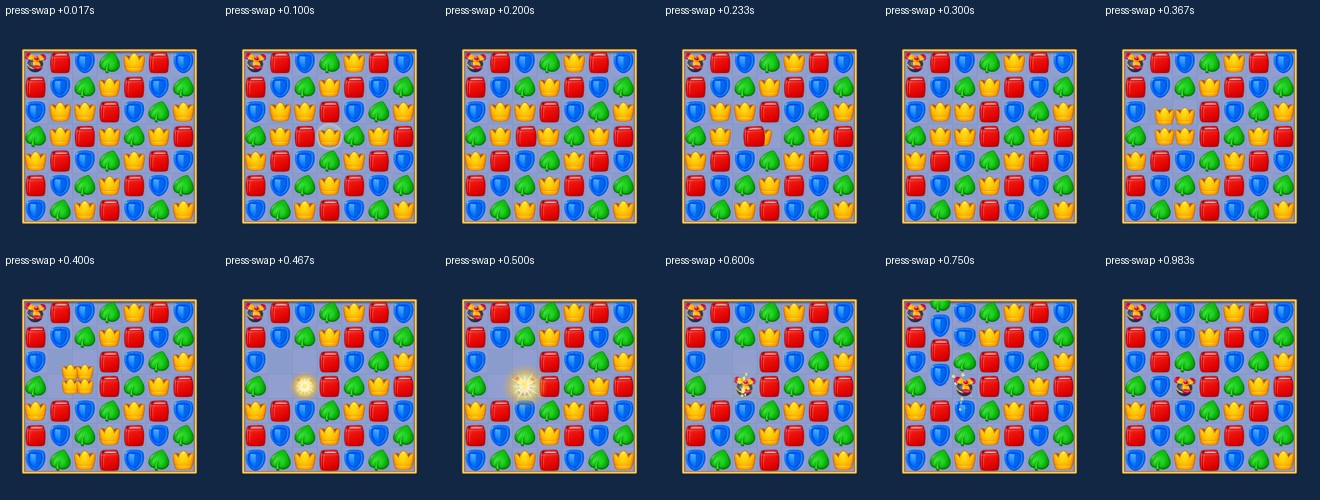 press-swap +0.017s
press-swap +0.100s
press-swap +0.200s
press-swap +0.233s
press-swap +0.300s
press-swap +0.367s
press-swap +0.400s
press-swap +0.467s
press-swap +0.500s
press-swap +0.600s
press-swap +0.750s
press-swap +0.983s